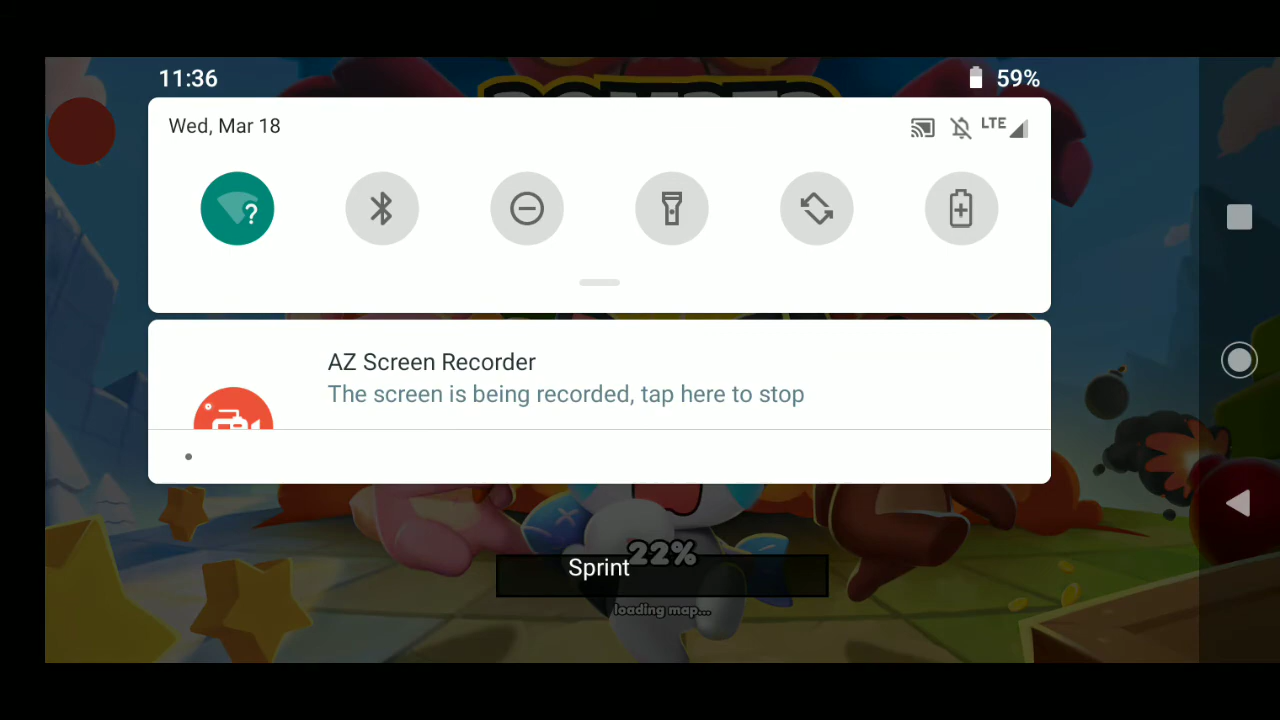 11:36
59%
Wed, Mar 18
LTE
AZ Screen Recorder
The screen is being recorded, tap here to stop
22%
Sprint
loading map...